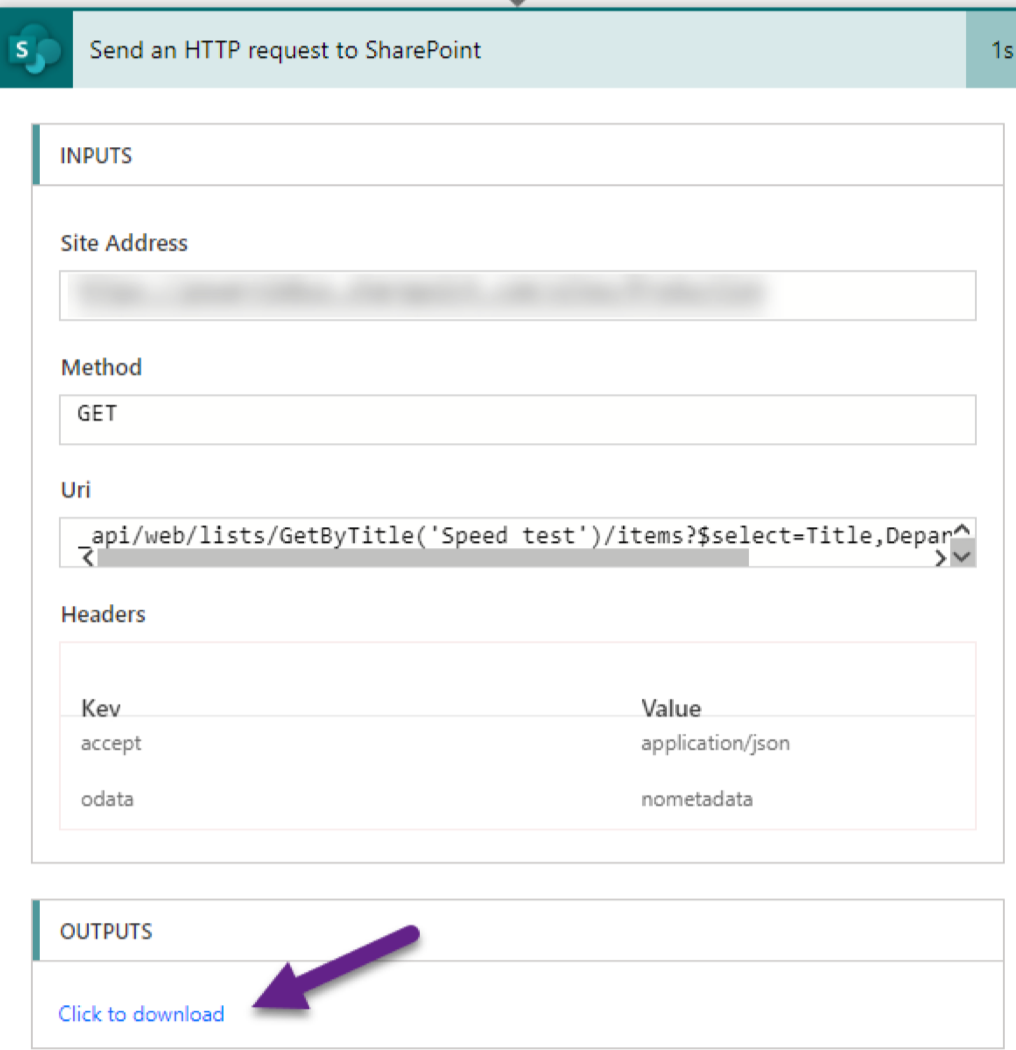 S
Send an HTTP request to SharePoint
1s
INPUTS
Site Address
Method
GET
Uri
_api/web/lists/GetByTitle('Speed test')/items?$select=Title,Depar
Headers
Key Value
accept application/json
odata nometadata
OUTPUTS
Click to download